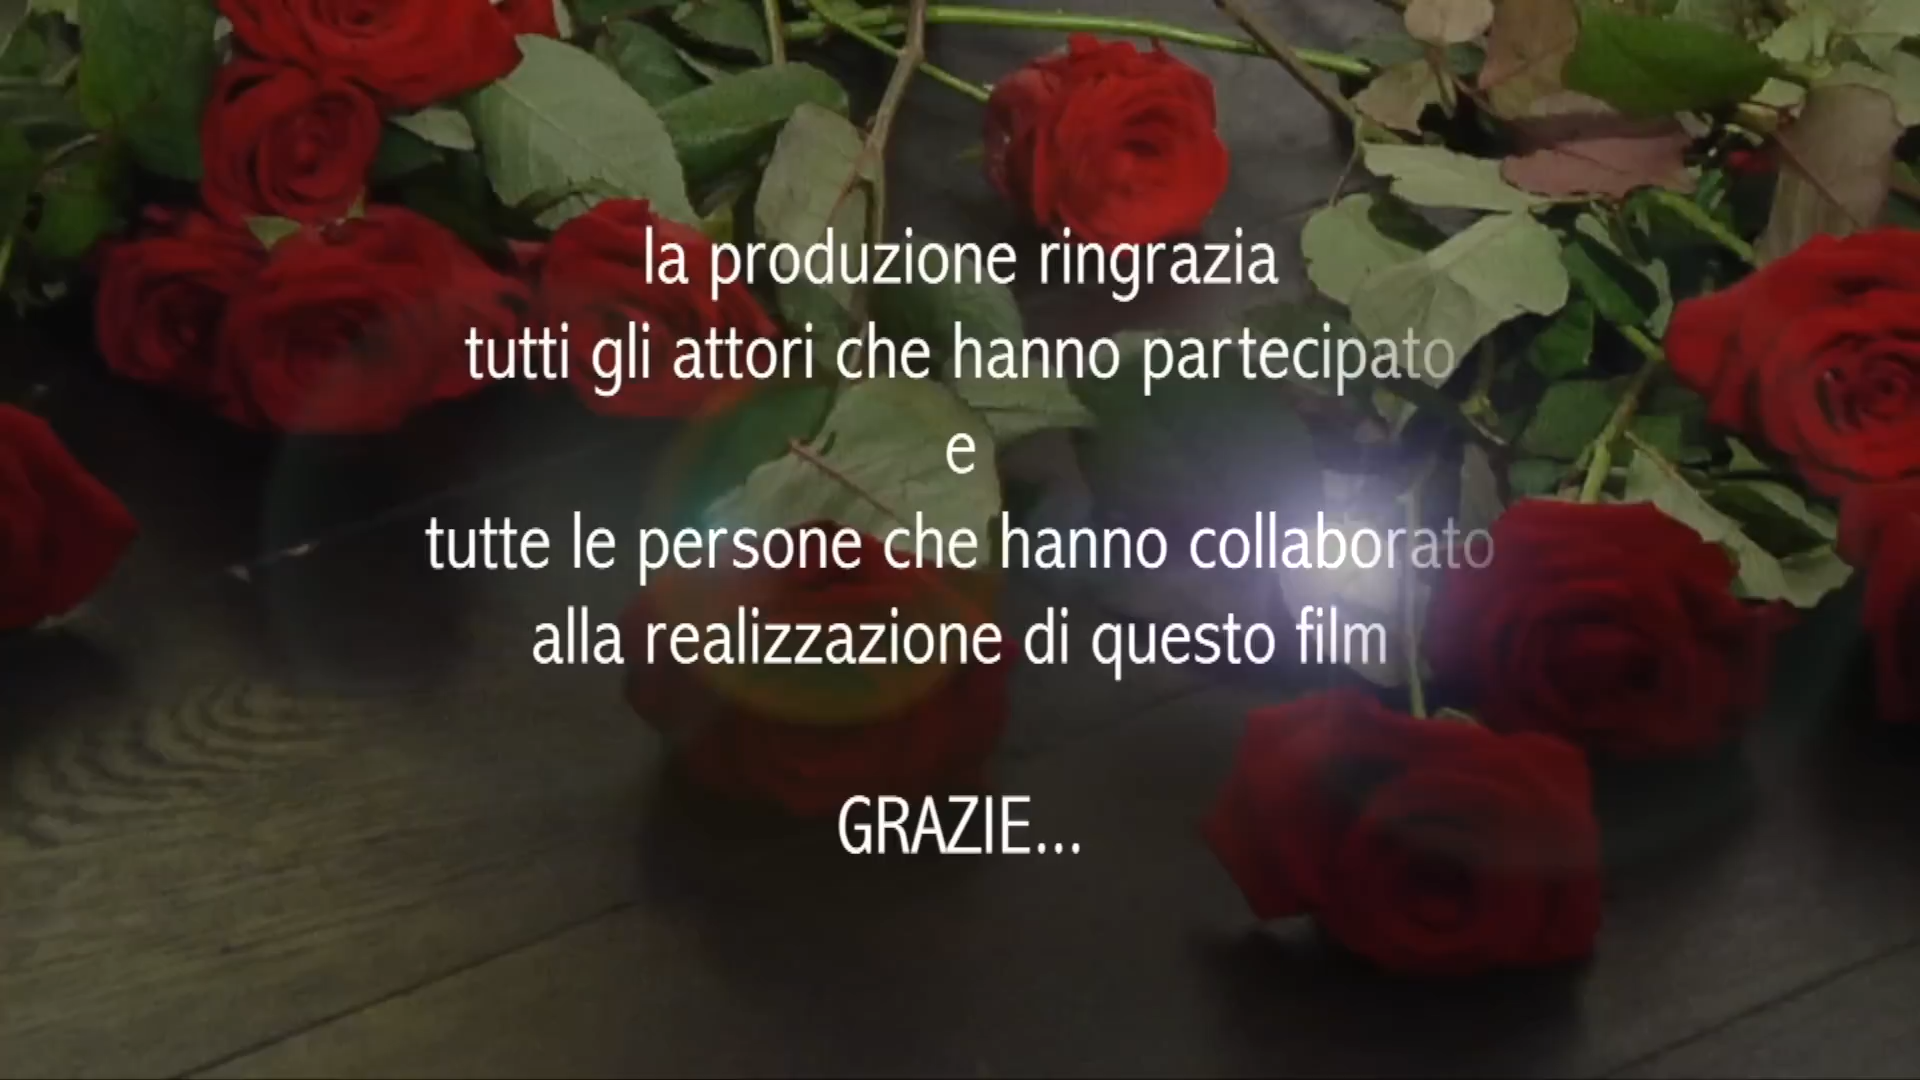 la produzione ringrazia
tutti gli attori che hanno partecipato
e
tutte le persone che hanno collaborato
alla realizzazione di questo film
GRAZIE...